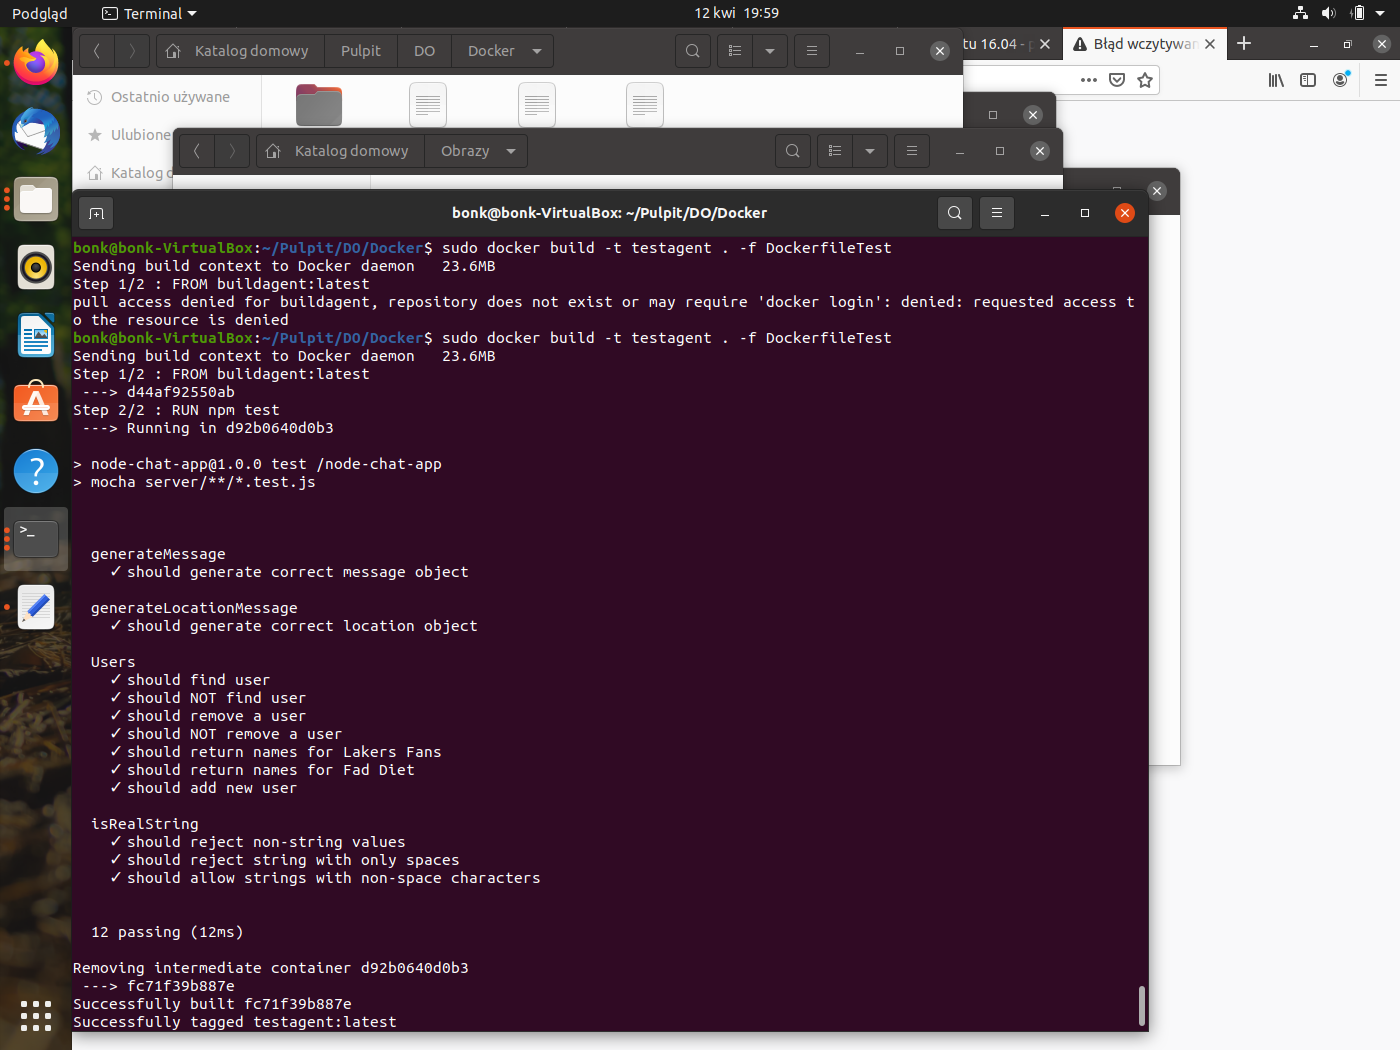 Podgląd
Terminal
12 kwi 19:59
Katalog domowy
Pulpit
DO
Docker
tu 16.04 -
Błąd wczytywan
Ostatnio używane
Ulubione
Katalog d
Katalog domowy
Obrazy
bonk@bonk-VirtualBox: ~/Pulpit/DO/Docker
bonk@bonk-VirtualBox:~/Pulpit/DO/Docker$ sudo docker build -t testagent . -f DockerfileTest
Sending build context to Docker daemon   23.6MB
Step 1/2 : FROM buildagent:latest
pull access denied for buildagent, repository does not exist or may require 'docker login': denied: requested access t
o the resource is denied
bonk@bonk-VirtualBox:~/Pulpit/DO/Docker$ sudo docker build -t testagent . -f DockerfileTest
Sending build context to Docker daemon   23.6MB
Step 1/2 : FROM bulidagent:latest
 ---> d44af92550ab
Step 2/2 : RUN npm test
 ---> Running in d92b0640d0b3
> node-chat-app@1.0.0 test /node-chat-app
> mocha server/**/*.test.js
generateMessage
✓ should generate correct message object
generateLocationMessage
✓ should generate correct location object
Users
✓ should find user
✓ should NOT find user
✓ should remove a user
✓ should NOT remove a user
✓ should return names for Lakers Fans
✓ should return names for Fad Diet
✓ should add new user
isRealString
✓ should reject non-string values
✓ should reject string with only spaces
✓ should allow strings with non-space characters
12 passing (12ms)
Removing intermediate container d92b0640d0b3
 ---> fc71f39b887e
Successfully built fc71f39b887e
Successfully tagged testagent:latest